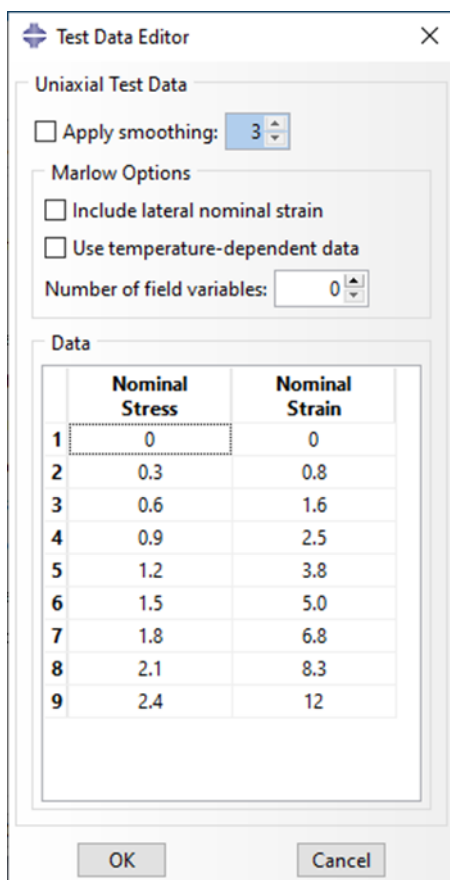 Test Data Editor
Uniaxial Test Data
Apply smoothing: 3
Marlow Options
Include lateral nominal strain
Use temperature-dependent data
Number of field variables: 0
Data
Nominal Stress Nominal Strain
1 0 0
2 0.3 0.8
3 0.6 1.6
4 0.9 2.5
5 1.2 3.8
6 1.5 5.0
7 1.8 6.8
8 2.1 8.3
9 2.4 12
OK Cancel